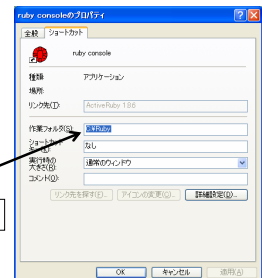 ruby consoleのプロパティ
全般 ショートカット
ruby console
種類: アプリケーション
場所:
リンク先(T): ActiveRuby 1.8.6
作業フォルダ(S): C:¥Ruby
ショートカット
キー(K): なし
実行時の
大きさ(R): 通常のウィンドウ
コメント(O):
リンク先を探す(F)... アイコンの変更(C)... 詳細設定(D)...
OK キャンセル 適用(A)